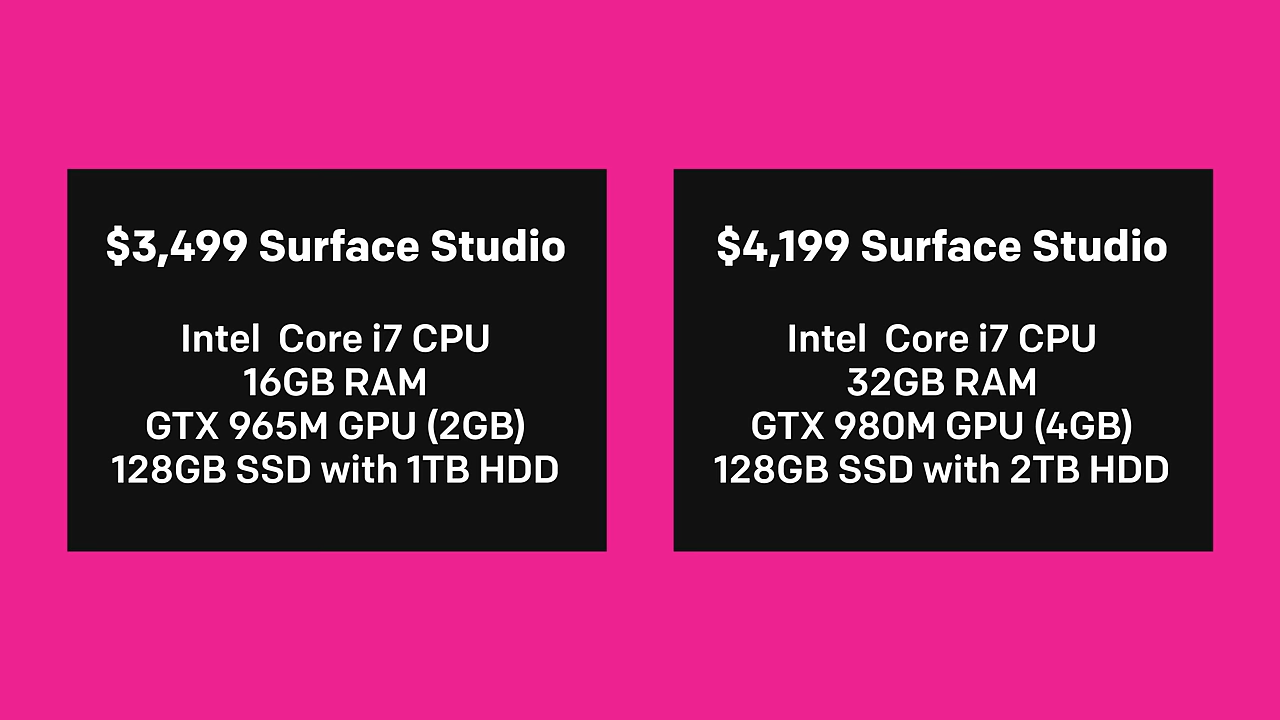 $3,499 Surface Studio
Intel  Core i7 CPU
16GB RAM
GTX 965M GPU (2GB)
128GB SSD with 1TB HDD
$4,199 Surface Studio
Intel  Core i7 CPU
32GB RAM
GTX 980M GPU (4GB)
128GB SSD with 2TB HDD